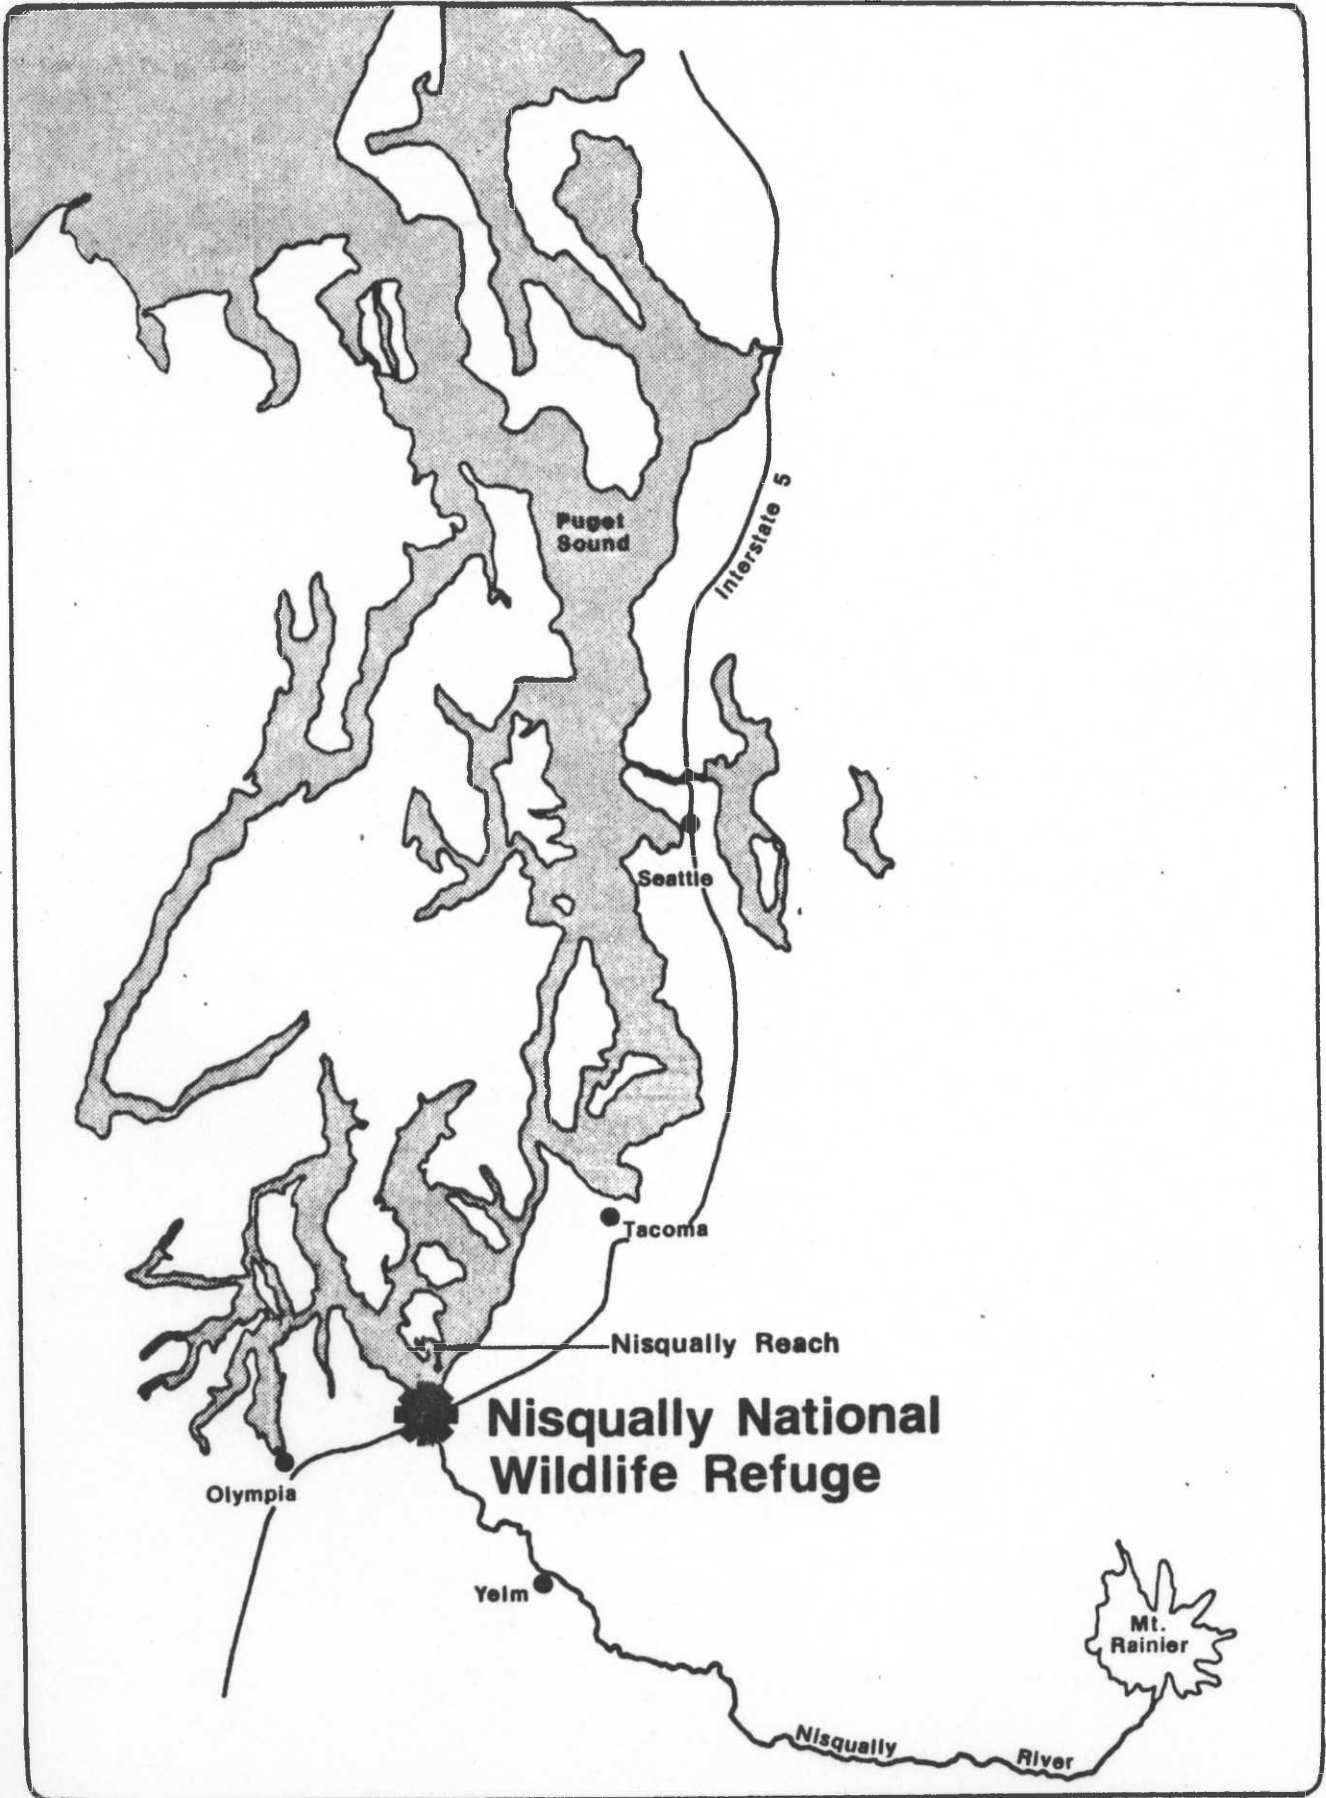 Puget
Sound
Interstate 5
Seattle
Tacoma
Nisqually Reach
Nisqually National
Wildlife Refuge
Olympia
Yelm
Mt.
Rainier
Nisqually River